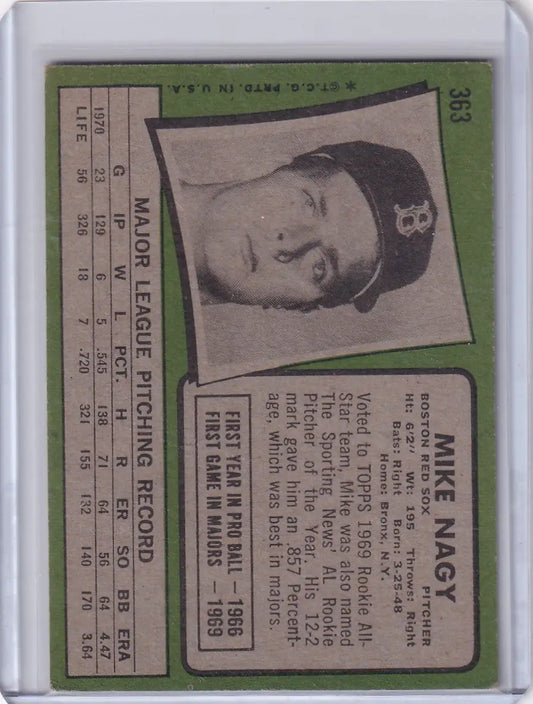 363
MIKE NAGY
BOSTON RED SOX PITCHER
Ht: 6'2" Wt: 195 Throws: Right
Bats: Right Born: 3-25-48
Home: Bronx, N.Y.
Voted to TOPPS 1969 Rookie All-
Star team, Mike was also named
The Sporting News' AL Rookie
Pitcher of the Year. His 12-2
mark gave him an .857 Percent-
age, which was best in majors.
FIRST YEAR IN PRO BALL — 1966
FIRST GAME IN MAJORS — 1969
B
*©T.C.G. PRTD. IN U.S.A.
MAJOR LEAGUE PITCHING RECORD
G IP W L PCT. H R ER SO BB ERA
1970 23 129 6 5 .545 138 71 64 56 64 4.47
LIFE 56 326 18 7 .720 321 155 132 140 170 3.64